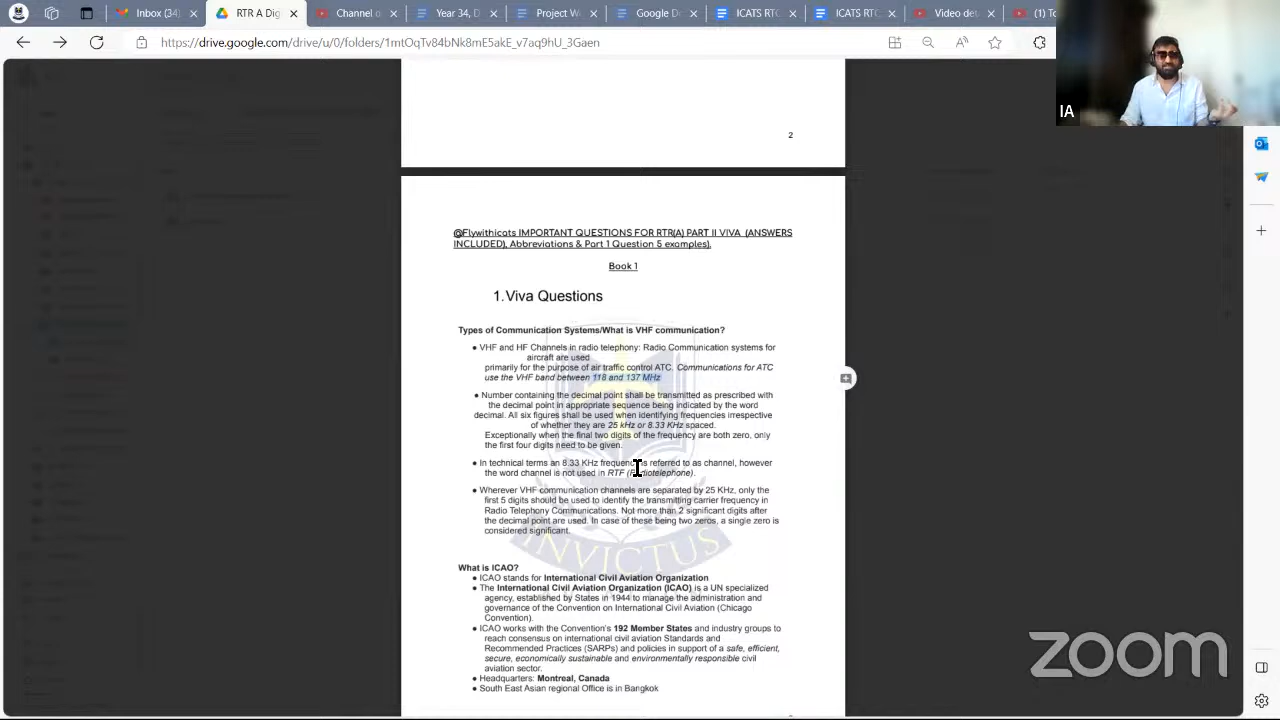 Indira
RTR A Dig
Channel c
Year 34, D
ICATS Prac
ICATS RTC
ICATS RTR
Video deta
(1) To
https://drive.google.com/drive/u/0/folders/1mtOqTv84bNk8mE5akE_v7aq9hU_3Gaen
IA
2
@Flywithicats IMPORTANT QUESTIONS FOR RTR(A) PART II VIVA (ANSWERS
INCLUDED), Abbreviations & Part 1 Question 5 examples).
Book 1
1. Viva Questions
Types of Communication Systems/What is VHF communication?
● VHF and HF Channels in radio telephony: Radio Communication systems for
aircraft are used
primarily for the purpose of air traffic control ATC. Communications for ATC
use the VHF band between 118 and 137 MHz
● Number containing the decimal point shall be transmitted as prescribed with
the decimal point in appropriate sequence being indicated by the word
decimal. All six figures shall be used when identifying frequencies irrespective
of whether they are 25 kHz or 8.33 KHz spaced.
Exceptionally when the final two digits of the frequency are both zero, only
the first four digits need to be given.
● In technical terms an 8.33 KHz frequency is referred to as channel, however
the word channel is not used in RTF (Radiotelephone).
● Wherever VHF communication channels are separated by 25 KHz, only the
first 5 digits should be used to identify the transmitting carrier frequency in
Radio Telephony Communications. Not more than 2 significant digits after
the decimal point are used. In case of these being two zeros, a single zero is
considered significant.
INVICTUS
What is ICAO?
● ICAO stands for International Civil Aviation Organization
● The International Civil Aviation Organization (ICAO) is a UN specialized
agency, established by States in 1944 to manage the administration and
governance of the Convention on International Civil Aviation (Chicago
Convention).
● ICAO works with the Convention's 192 Member States and industry groups to
reach consensus on international civil aviation Standards and
Recommended Practices (SARPs) and policies in support of a safe, efficient,
secure, economically sustainable and environmentally responsible civil
aviation sector.
● Headquarters: Montreal, Canada
● South East Asian regional Office is in Bangkok
zoom